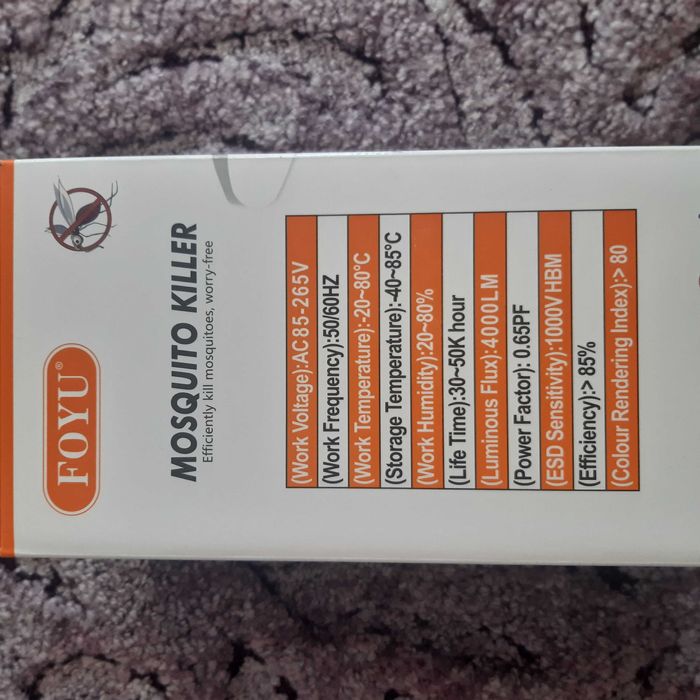 FOYU®
MOSQUITO KILLER
Efficiently kill mosquitoes, worry-free
(Work Voltage):AC85-265V
(Work Frequency):50/60HZ
(Work Temperature):-20~80°C
(Storage Temperature):-40~85°C
(Work Humidity):20~80%
(Life Time):30~50K hour
(Luminous Flux):4000LM
(Power Factor): 0.65PF
(ESD Sensitivity):1000V HBM
(Efficiency):> 85%
(Colour Rendering Index):> 80